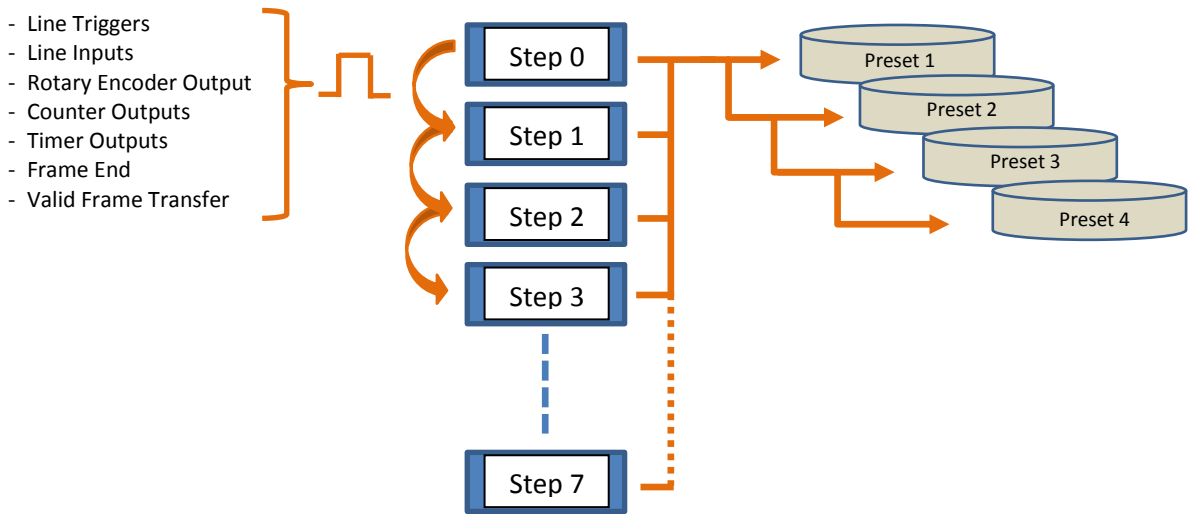 - Line Triggers
- Line Inputs
- Rotary Encoder Output
- Counter Outputs
- Timer Outputs
- Frame End
- Valid Frame Transfer
Step 0
Step 1
Step 2
Step 3
Step 7
Preset 1
Preset 2
Preset 3
Preset 4